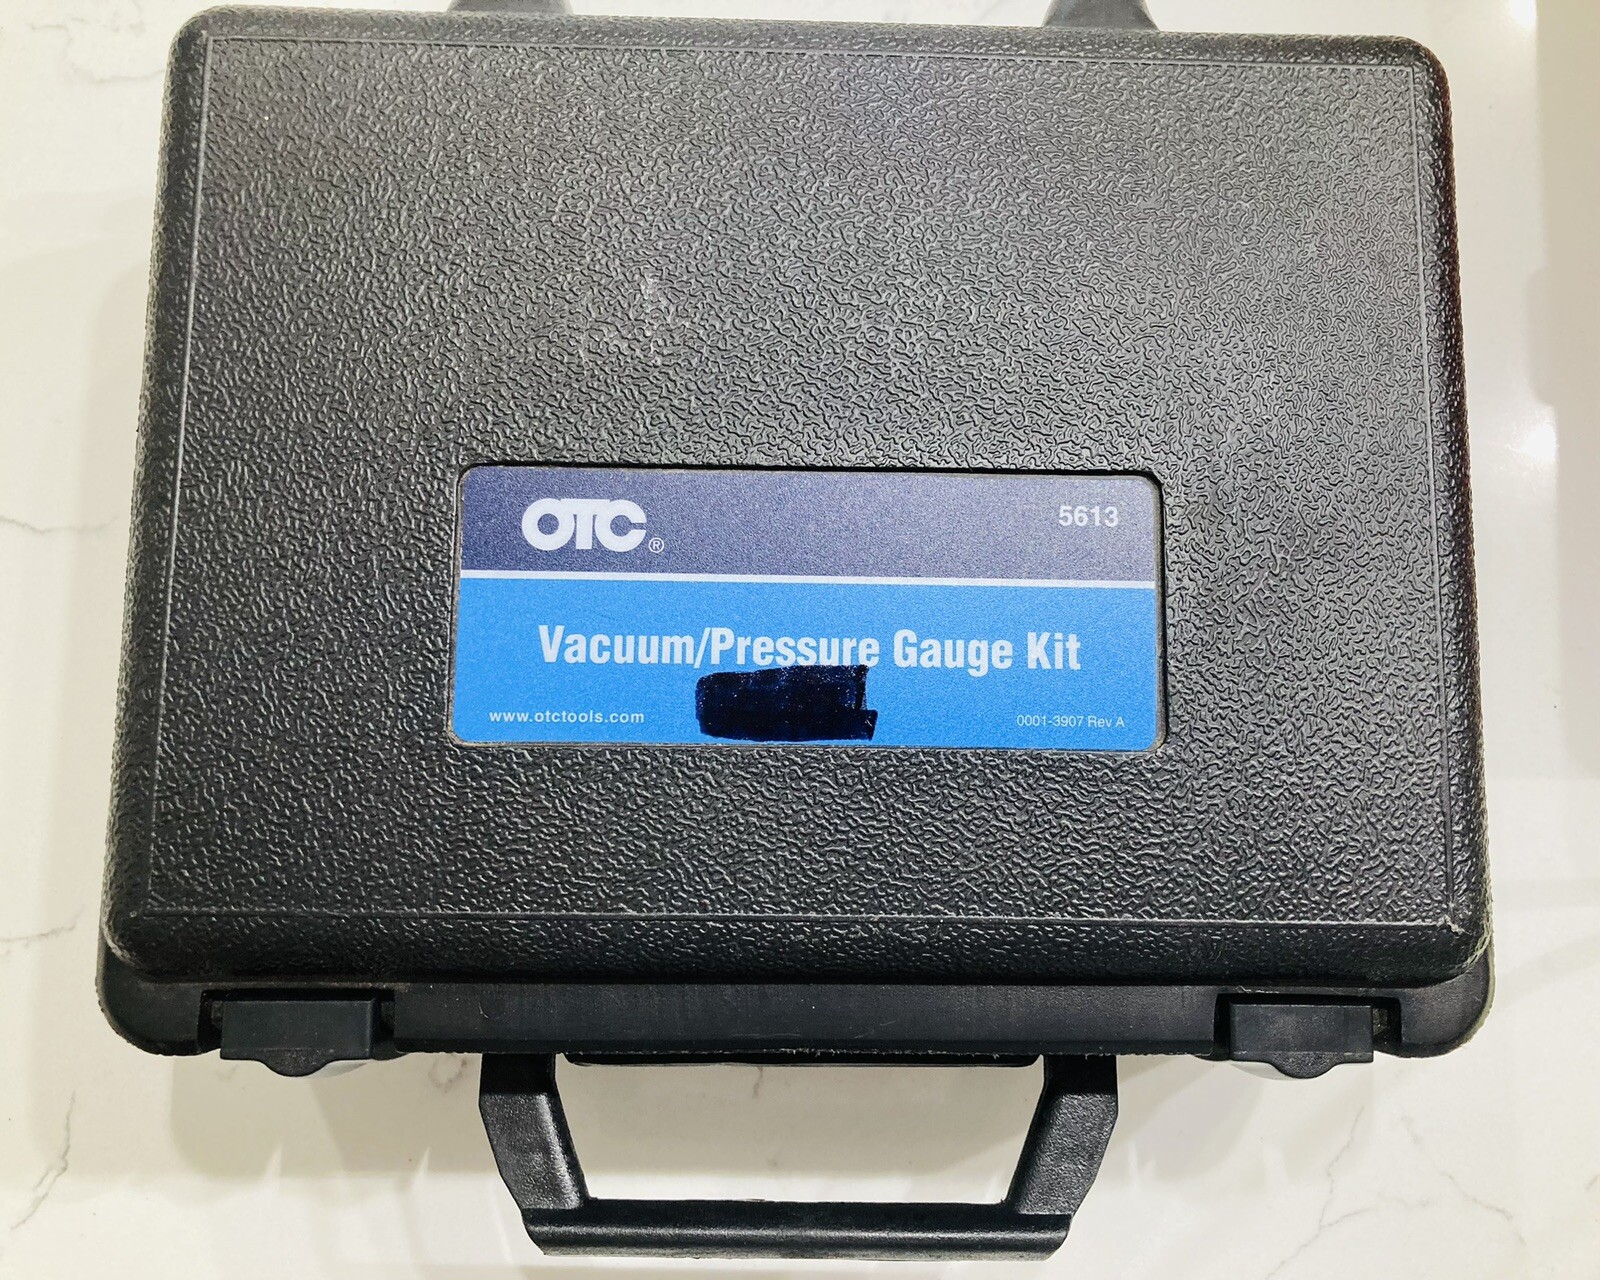 OTC® 5613
Vacuum/Pressure Gauge Kit
www.otctools.com 0001-3907 Rev A